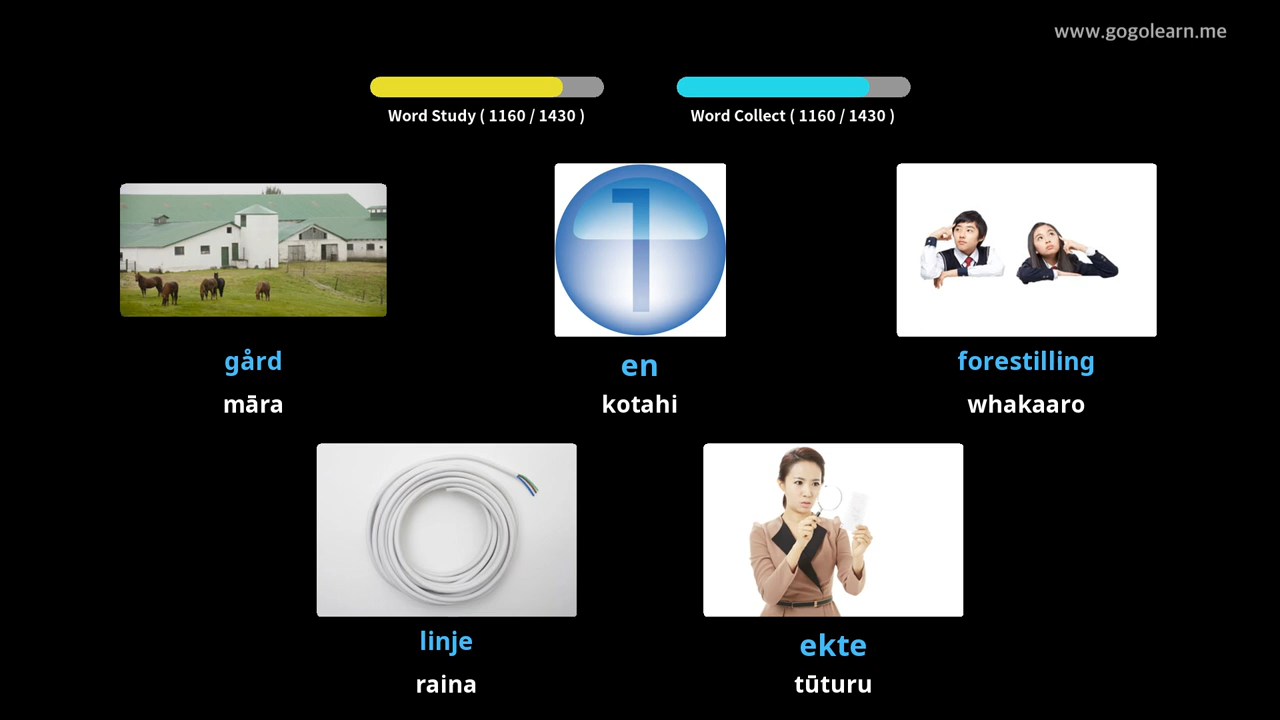 www.gogolearn.me
Word Study ( 1160 / 1430 )
Word Collect ( 1160 / 1430 )
1
gård
māra
en
kotahi
forestilling
whakaaro
linje
raina
ekte
tūturu